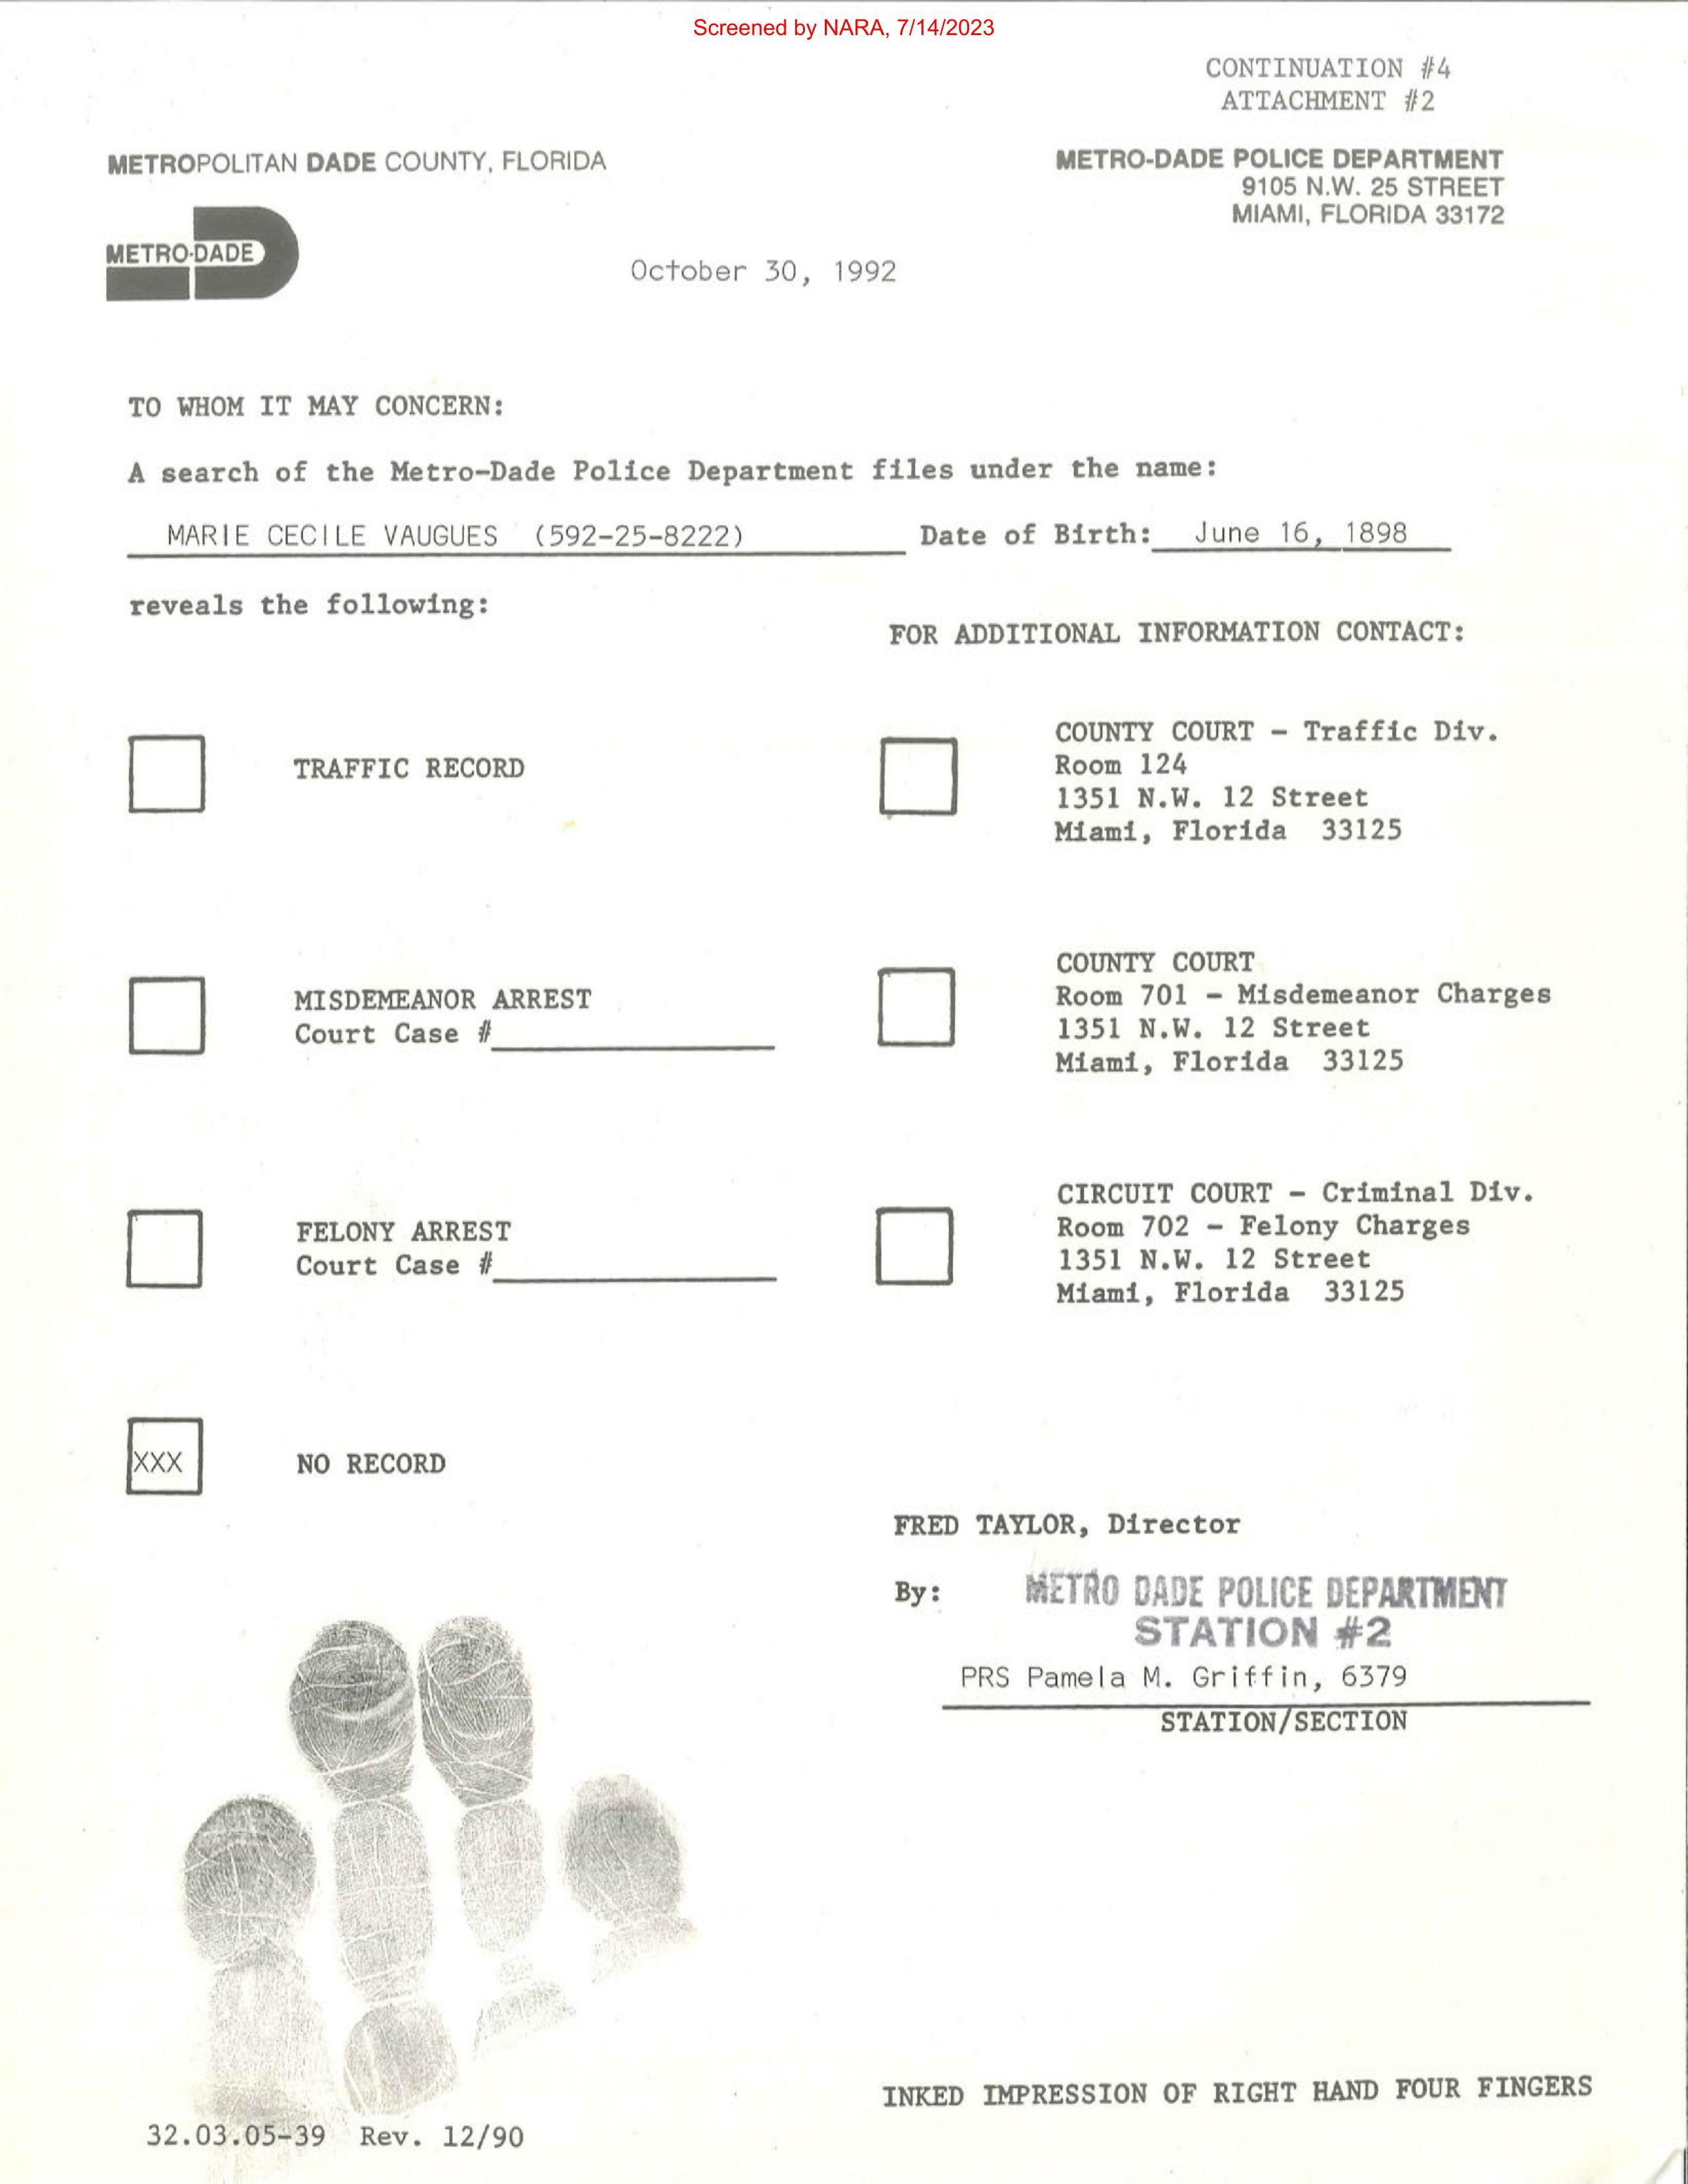 Screened by NARA, 7/14/2023
CONTINUATION #4
ATTACHMENT #2
METROPOLITAN DADE COUNTY, FLORIDA
METRO-DADE
METRO-DADE POLICE DEPARTMENT
9105 N.W. 25 STREET
MIAMI, FLORIDA 33172
October 30, 1992
TO WHOM IT MAY CONCERN:
A search of the Metro-Dade Police Department files under the name:
MARIE CECILE VAUGUES (592-25-8222) Date of Birth: June 16, 1898
reveals the following:
FOR ADDITIONAL INFORMATION CONTACT:
TRAFFIC RECORD
COUNTY COURT - Traffic Div.
Room 124
1351 N.W. 12 Street
Miami, Florida 33125
MISDEMEANOR ARREST
Court Case #
COUNTY COURT
Room 701 - Misdemeanor Charges
1351 N.W. 12 Street
Miami, Florida 33125
FELONY ARREST
Court Case #
CIRCUIT COURT - Criminal Div.
Room 702 - Felony Charges
1351 N.W. 12 Street
Miami, Florida 33125
XXX NO RECORD
FRED TAYLOR, Director
By: METRO DADE POLICE DEPARTMENT
STATION #2
PRS Pamela M. Griffin, 6379
STATION/SECTION
INKED IMPRESSION OF RIGHT HAND FOUR FINGERS
32.03.05-39 Rev. 12/90